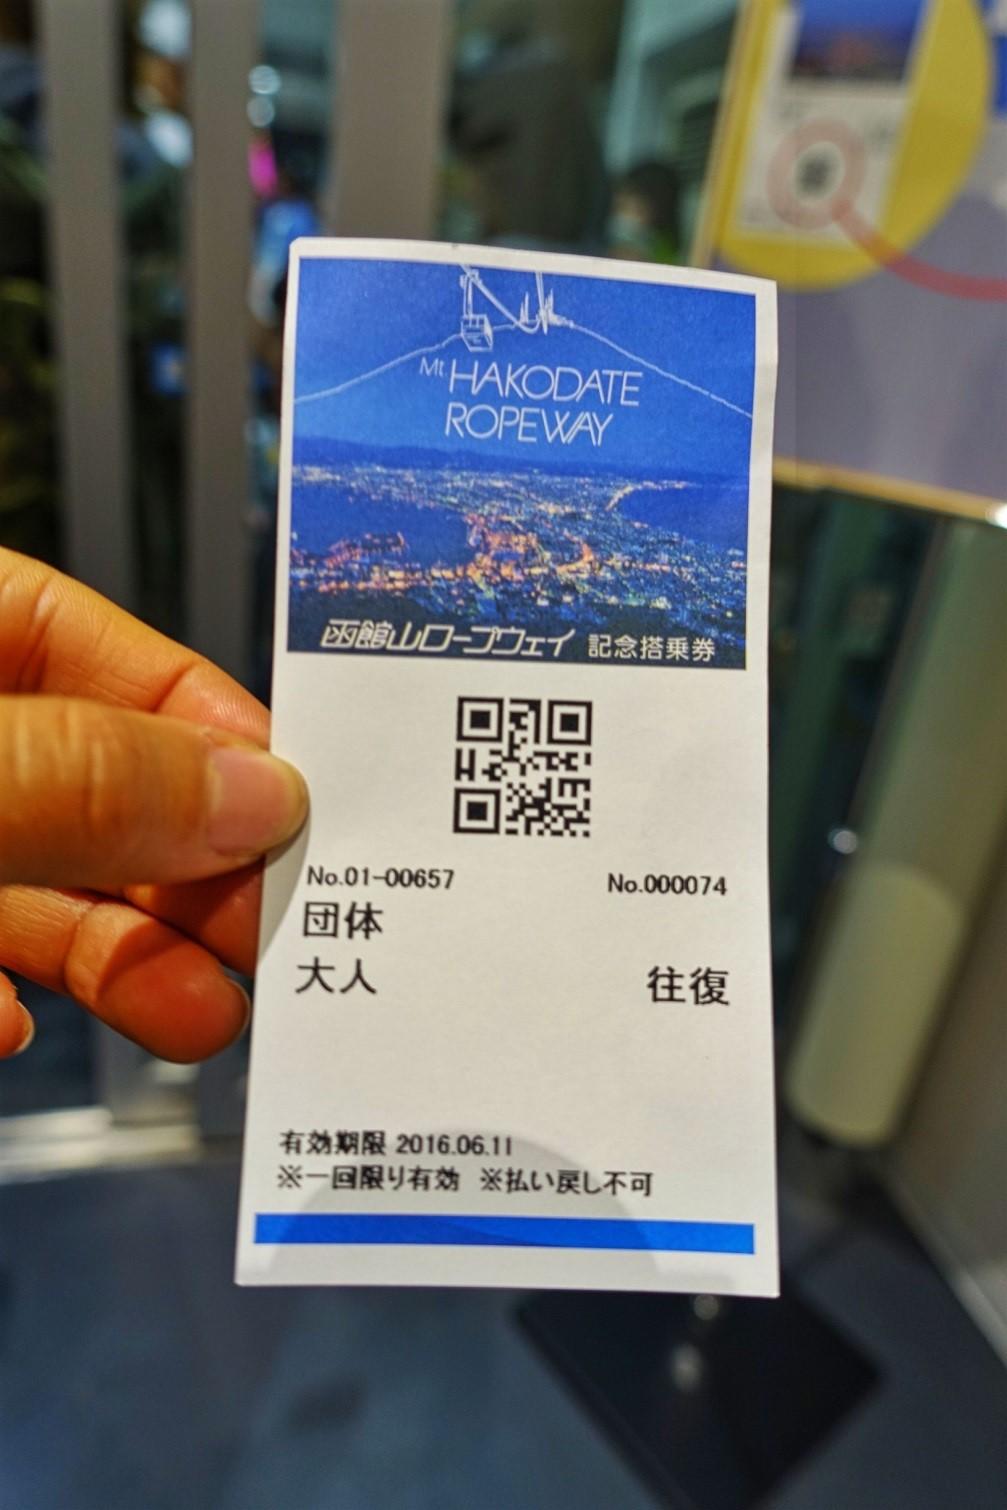 Mt. HAKODATE
ROPEWAY
函館山ロープウェイ 記念搭乗券
No.01-00657 No.000074
団体
大人 往復
有効期限 2016.06.11
※一回限り有効 ※払い戻し不可